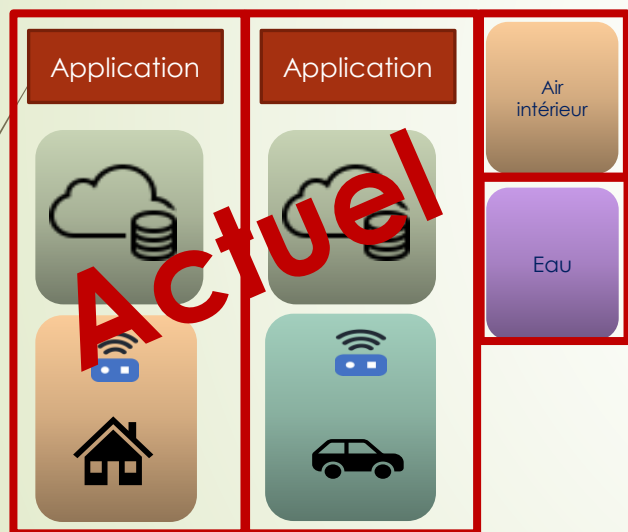 Application
Application
Air
intérieur
Actuel
Eau